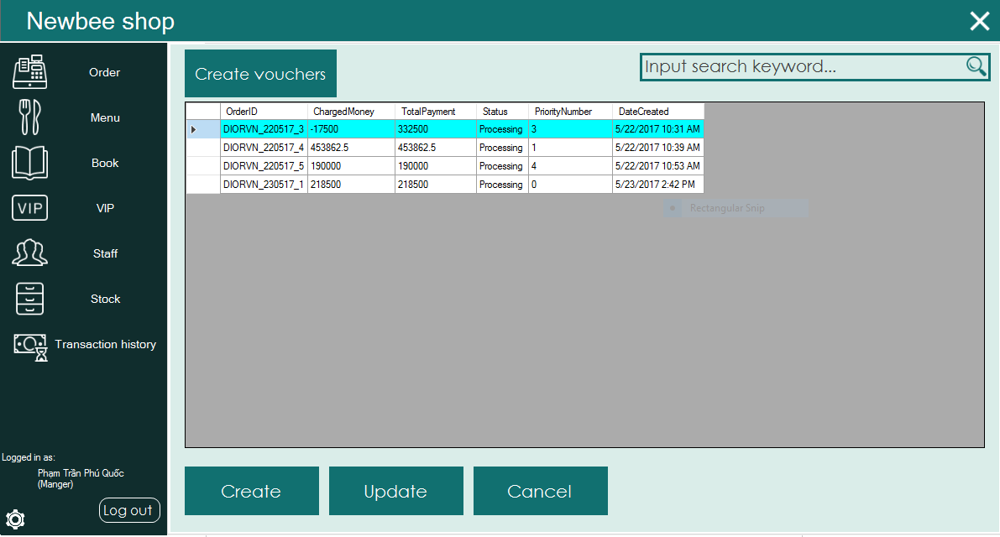 Newbee shop
Order
Menu
Book
VIP VIP
Staff
Stock
Transaction history
Logged in as:
Phạm Trần Phú Quốc
(Manger)
Log out
Create vouchers
Input search keyword...
OrderID ChargedMoney TotalPayment Status PriorityNumber DateCreated
DIORVN_220517_3 -17500 332500 Processing 3 5/22/2017 10:31 AM
DIORVN_220517_4 453862.5 453862.5 Processing 1 5/22/2017 10:39 AM
DIORVN_220517_5 190000 190000 Processing 4 5/22/2017 10:53 AM
DIORVN_230517_1 218500 218500 Processing 0 5/23/2017 2:42 PM
Rectangular Snip
Create Update Cancel